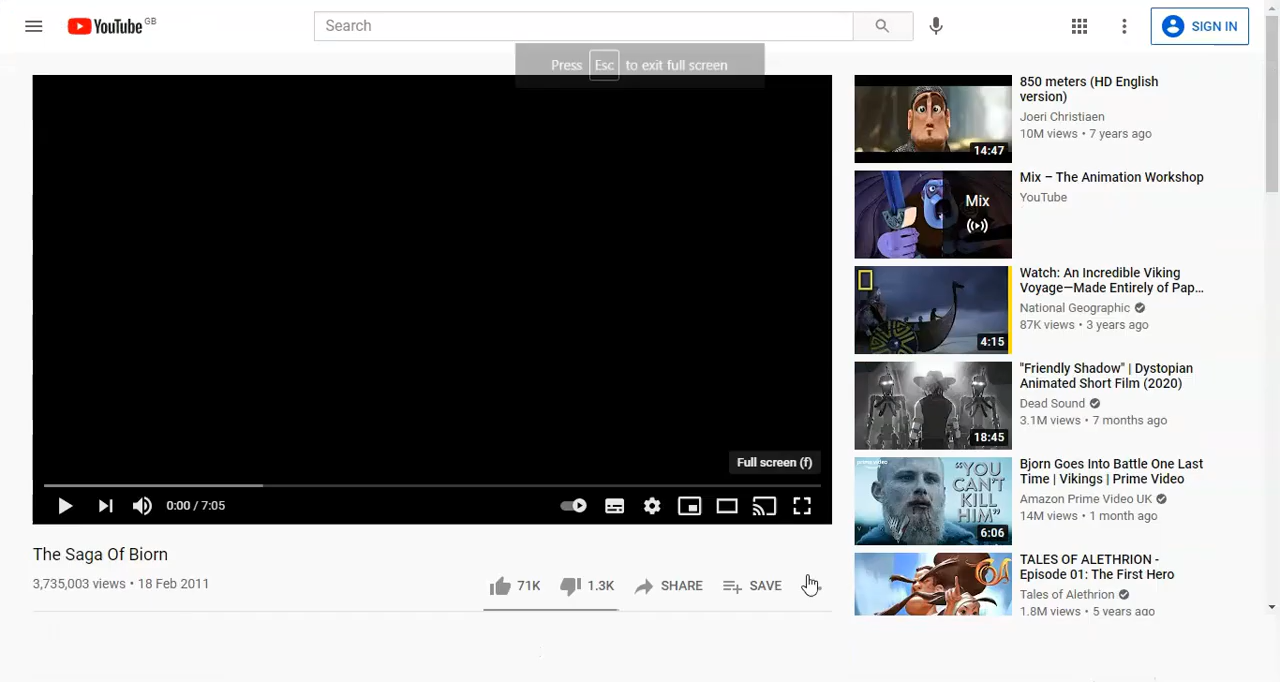 YouTube GB
Search
SIGN IN
Press Esc to exit full screen
Full screen (f)
0:00 / 7:05
The Saga Of Biorn
3,735,003 views • 18 Feb 2011
71K
1.3K
SHARE
SAVE
14:47
850 meters (HD English
version)
Joeri Christiaen
10M views • 7 years ago
Mix
Mix – The Animation Workshop
YouTube
4:15
Watch: An Incredible Viking
Voyage—Made Entirely of Pap...
National Geographic
87K views • 3 years ago
18:45
"Friendly Shadow" | Dystopian
Animated Short Film (2020)
Dead Sound
3.1M views • 7 months ago
prime video
"YOU
CAN'T
KILL
HIM"
6:06
Bjorn Goes Into Battle One Last
Time | Vikings | Prime Video
Amazon Prime Video UK
14M views • 1 month ago
TALES OF ALETHRION -
Episode 01: The First Hero
Tales of Alethrion
1.8M views • 5 years ago